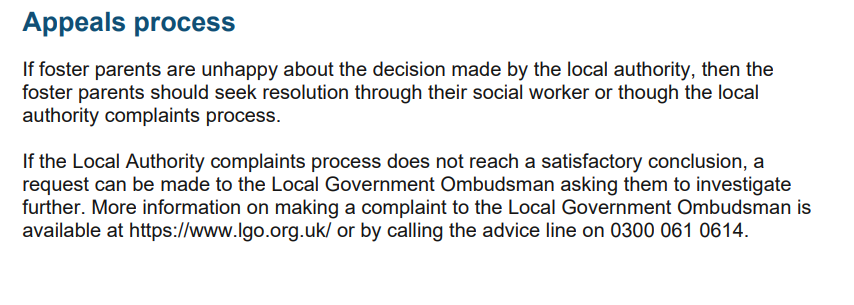 Appeals process
If foster parents are unhappy about the decision made by the local authority, then the
foster parents should seek resolution through their social worker or though the local
authority complaints process.
If the Local Authority complaints process does not reach a satisfactory conclusion, a
request can be made to the Local Government Ombudsman asking them to investigate
further. More information on making a complaint to the Local Government Ombudsman is
available at https://www.lgo.org.uk/ or by calling the advice line on 0300 061 0614.